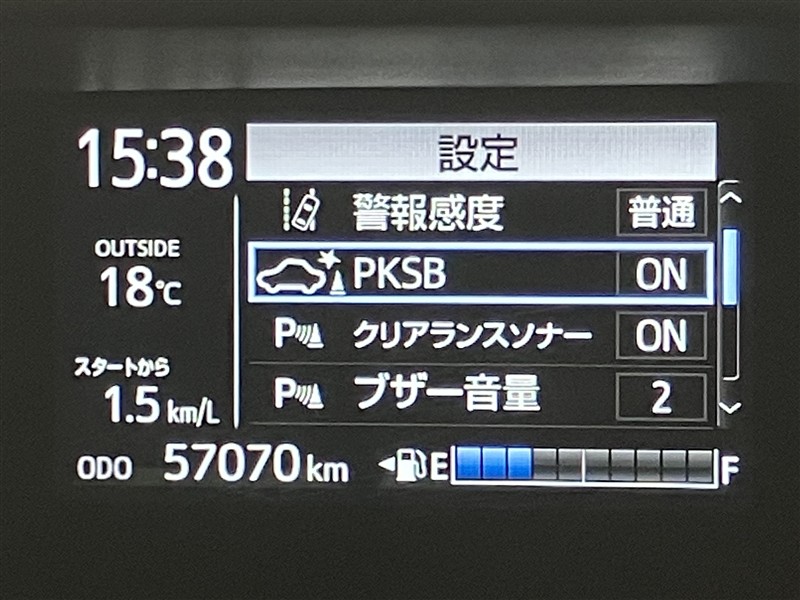 15:38
設定
警報感度 普通
OUTSIDE
18℃
PKSB ON
P クリアランスソナー ON
スタートから
1.5 km/L
P ブザー音量 2
ODO 57070 km E F